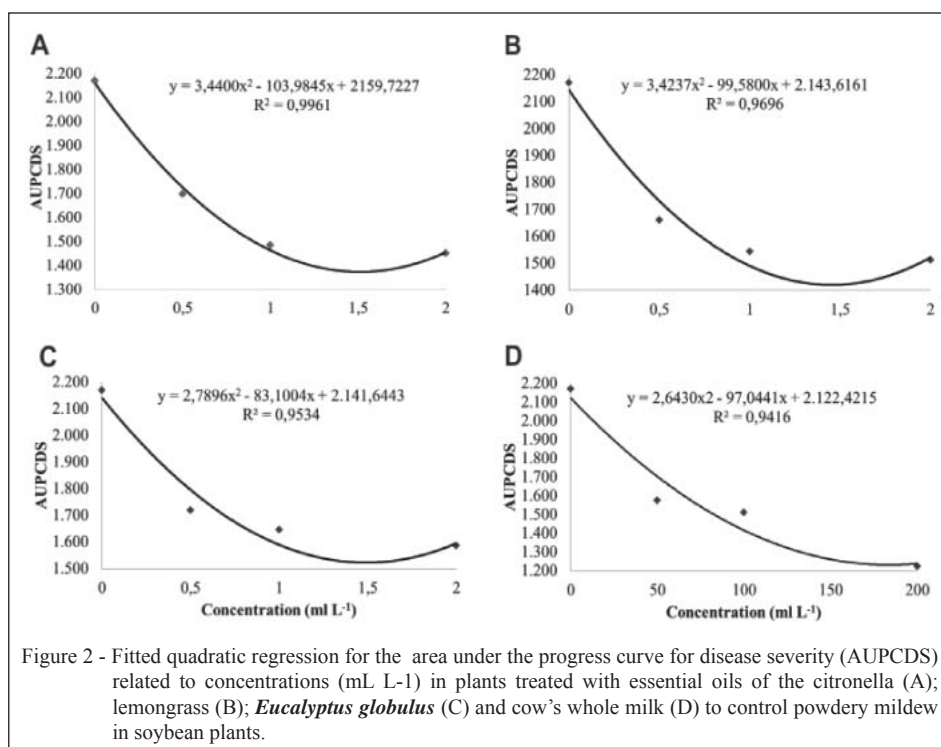 A
y = 3,4400x² - 103,9845x + 2159,7227
R² = 0,9961
AUPCDS
2.200
2.100
2.000
1.900
1.800
1.700
1.600
1.500
1.400
1.300
0 0,5 1 1,5 2
B
y = 3,4237x² - 99,5800x + 2.143,6161
R² = 0,9696
AUPCDS
2200
2100
2000
1900
1800
1700
1600
1500
1400
0 0,5 1 1,5 2
C
y = 2,7896x² - 83,1004x + 2.141,6443
R² = 0,9534
AUPCDS
2.200
2.100
2.000
1.900
1.800
1.700
1.600
1.500
0 0,5 1 1,5 2
Concentration (ml L⁻¹)
D
y = 2,6430x2 - 97,0441x + 2.122,4215
R² = 0,9416
AUPCDS
2.200
2.100
2.000
1.900
1.800
1.700
1.600
1.500
1.400
1.300
1.200
0 50 100 150 200
Concentration (ml L⁻¹)
Figure 2 - Fitted quadratic regression for the area under the progress curve for disease severity (AUPCDS)
related to concentrations (mL L-1) in plants treated with essential oils of the citronella (A);
lemongrass (B); Eucalyptus globulus (C) and cow's whole milk (D) to control powdery mildew
in soybean plants.